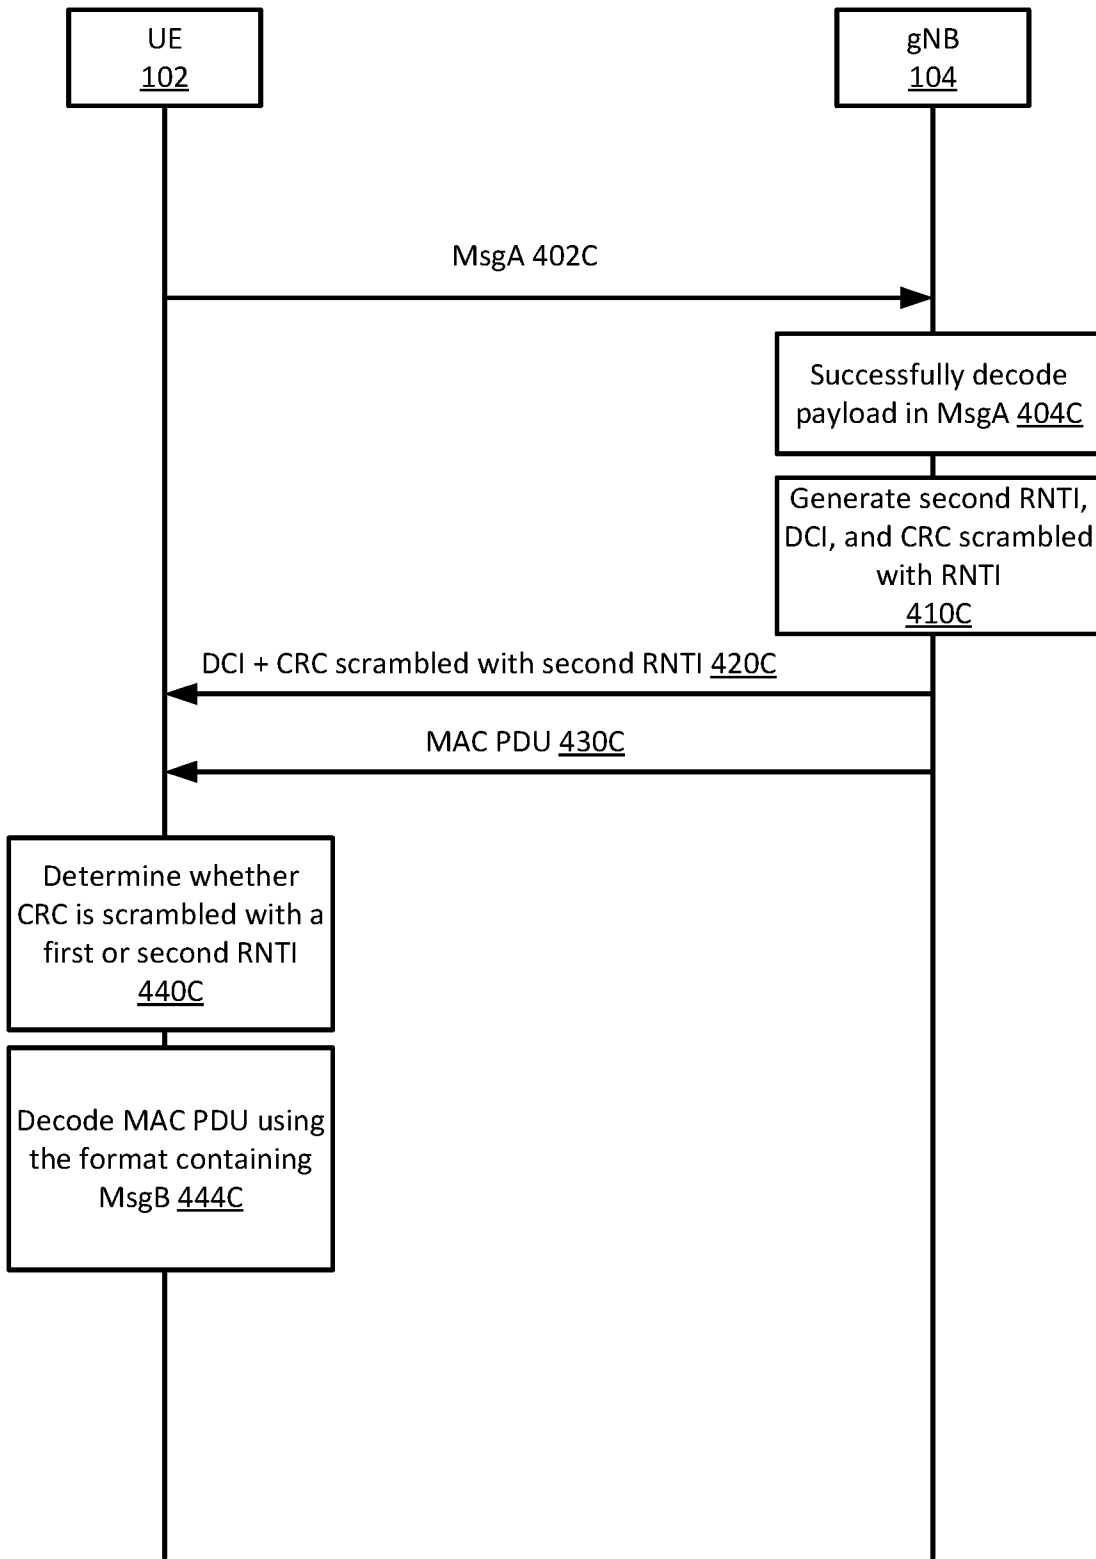 UE
102
gNB
104
MsgA 402C
Successfully decode
payload in MsgA 404C
Generate second RNTI,
DCI, and CRC scrambled
with RNTI
410C
DCI + CRC scrambled with second RNTI 420C
MAC PDU 430C
Determine whether
CRC is scrambled with a
first or second RNTI
440C
Decode MAC PDU using
the format containing
MsgB 444C